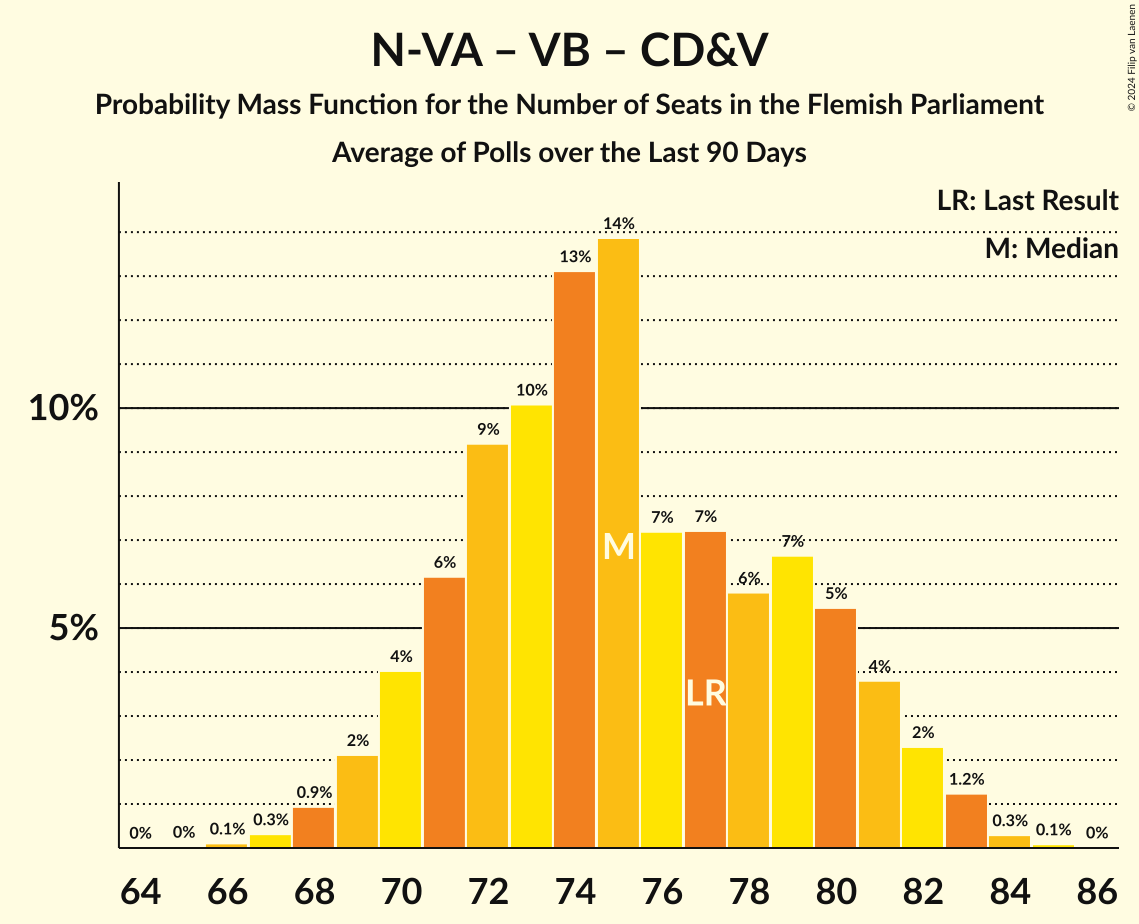 N-VA – VB – CD&V
Probability Mass Function for the Number of Seats in the Flemish Parliament
Average of Polls over the Last 90 Days
© 2024 Filip van Laenen
LR: Last Result
M: Median
14%
13%
10%
10%
9%
7%
7%
7%
M
6%
6%
5%
5%
4%
4%
LR
2%
2%
1.2%
0.9%
0.3%
0.3%
0.1%
0.1%
0%
0%
0%
64 66 68 70 72 74 76 78 80 82 84 86